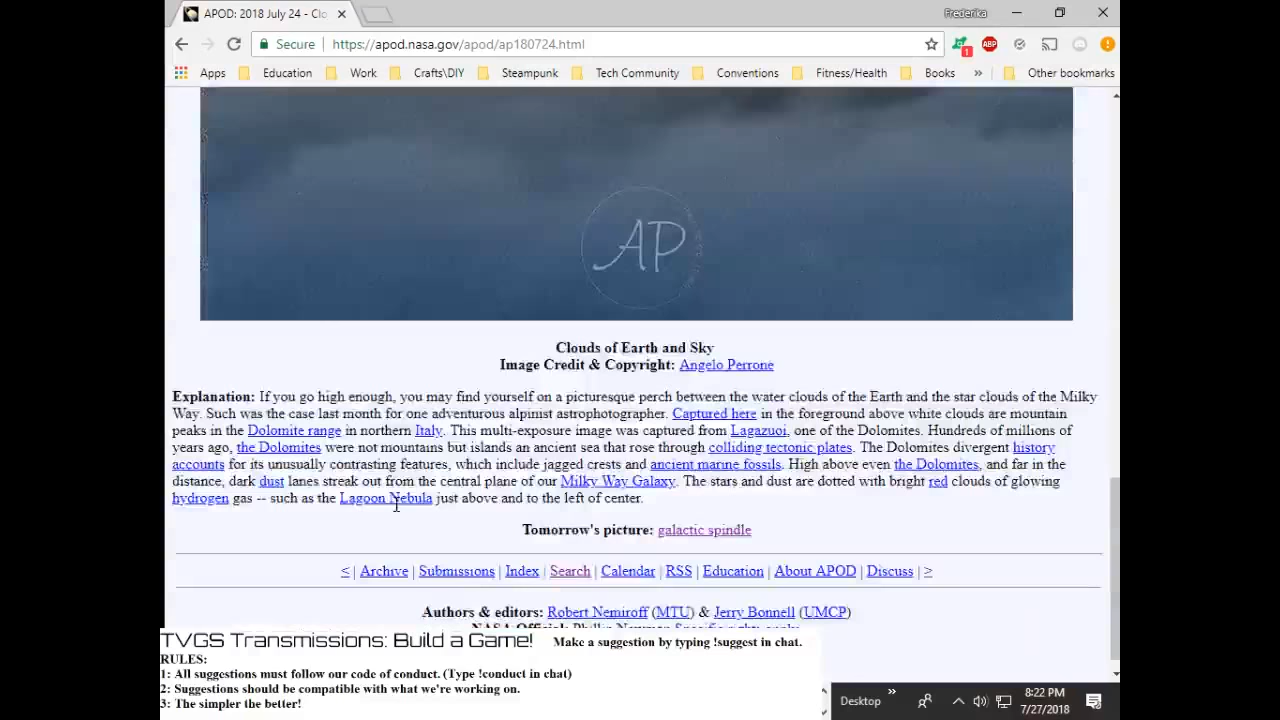 APOD: 2018 July 24 - Clo
Frederika
Secure
https://apod.nasa.gov/apod/ap180724.html
1
ABP
Apps Education Work Crafts\DIY Steampunk Tech Community Conventions Fitness/Health Books » Other bookmarks
AP
Clouds of Earth and Sky
Image Credit & Copyright: Angelo Perrone
Explanation: If you go high enough, you may find yourself on a picturesque perch between the water clouds of the Earth and the star clouds of the Milky
Way. Such was the case last month for one adventurous alpinist astrophotographer. Captured here in the foreground above white clouds are mountain
peaks in the Dolomite range in northern Italy. This multi-exposure image was captured from Lagazuoi, one of the Dolomites. Hundreds of millions of
years ago, the Dolomites were not mountains but islands an ancient sea that rose through colliding tectonic plates. The Dolomites divergent history
accounts for its unusually contrasting features, which include jagged crests and ancient marine fossils. High above even the Dolomites, and far in the
distance, dark dust lanes streak out from the central plane of our Milky Way Galaxy. The stars and dust are dotted with bright red clouds of glowing
hydrogen gas -- such as the Lagoon Nebula just above and to the left of center.
Tomorrow's picture: galactic spindle
< | Archive | Submissions | Index | Search | Calendar | RSS | Education | About APOD | Discuss | >
Authors & editors: Robert Nemiroff (MTU) & Jerry Bonnell (UMCP)
TVGS Transmissions: Build a Game! Make a suggestion by typing !suggest in chat.
RULES:
1: All suggestions must follow our code of conduct. (Type !conduct in chat)
2: Suggestions should be compatible with what we're working on.
3: The simpler the better!
Desktop »
8:22 PM
7/27/2018